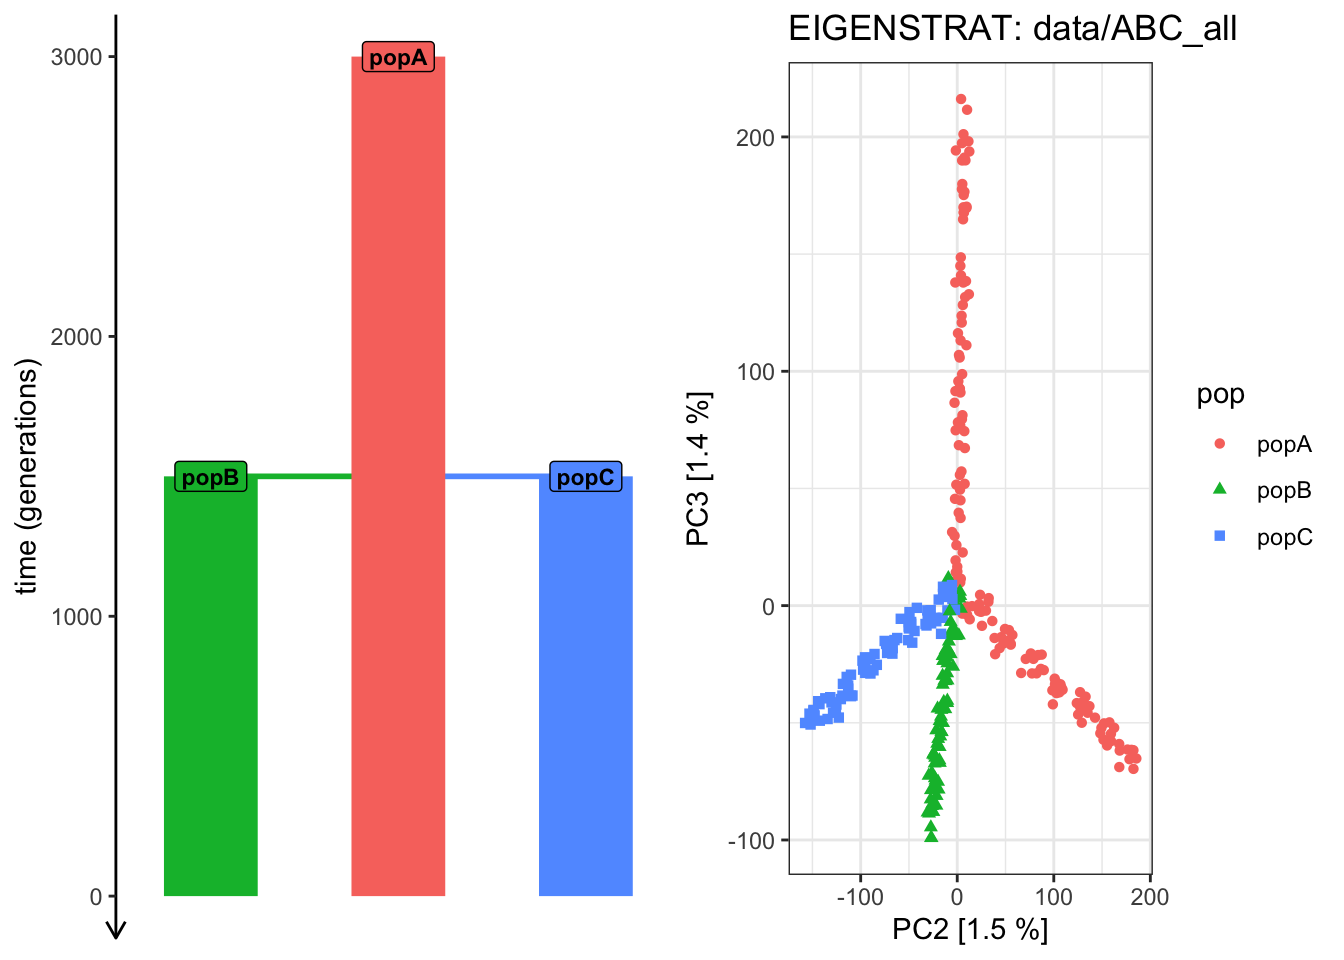 time (generations)
3000
2000
1000
0
popA
popB
popC
EIGENSTRAT: data/ABC_all
PC3 [1.4 %]
200
100
0
-100
-100
0
100
200
PC2 [1.5 %]
pop
popA
popB
popC